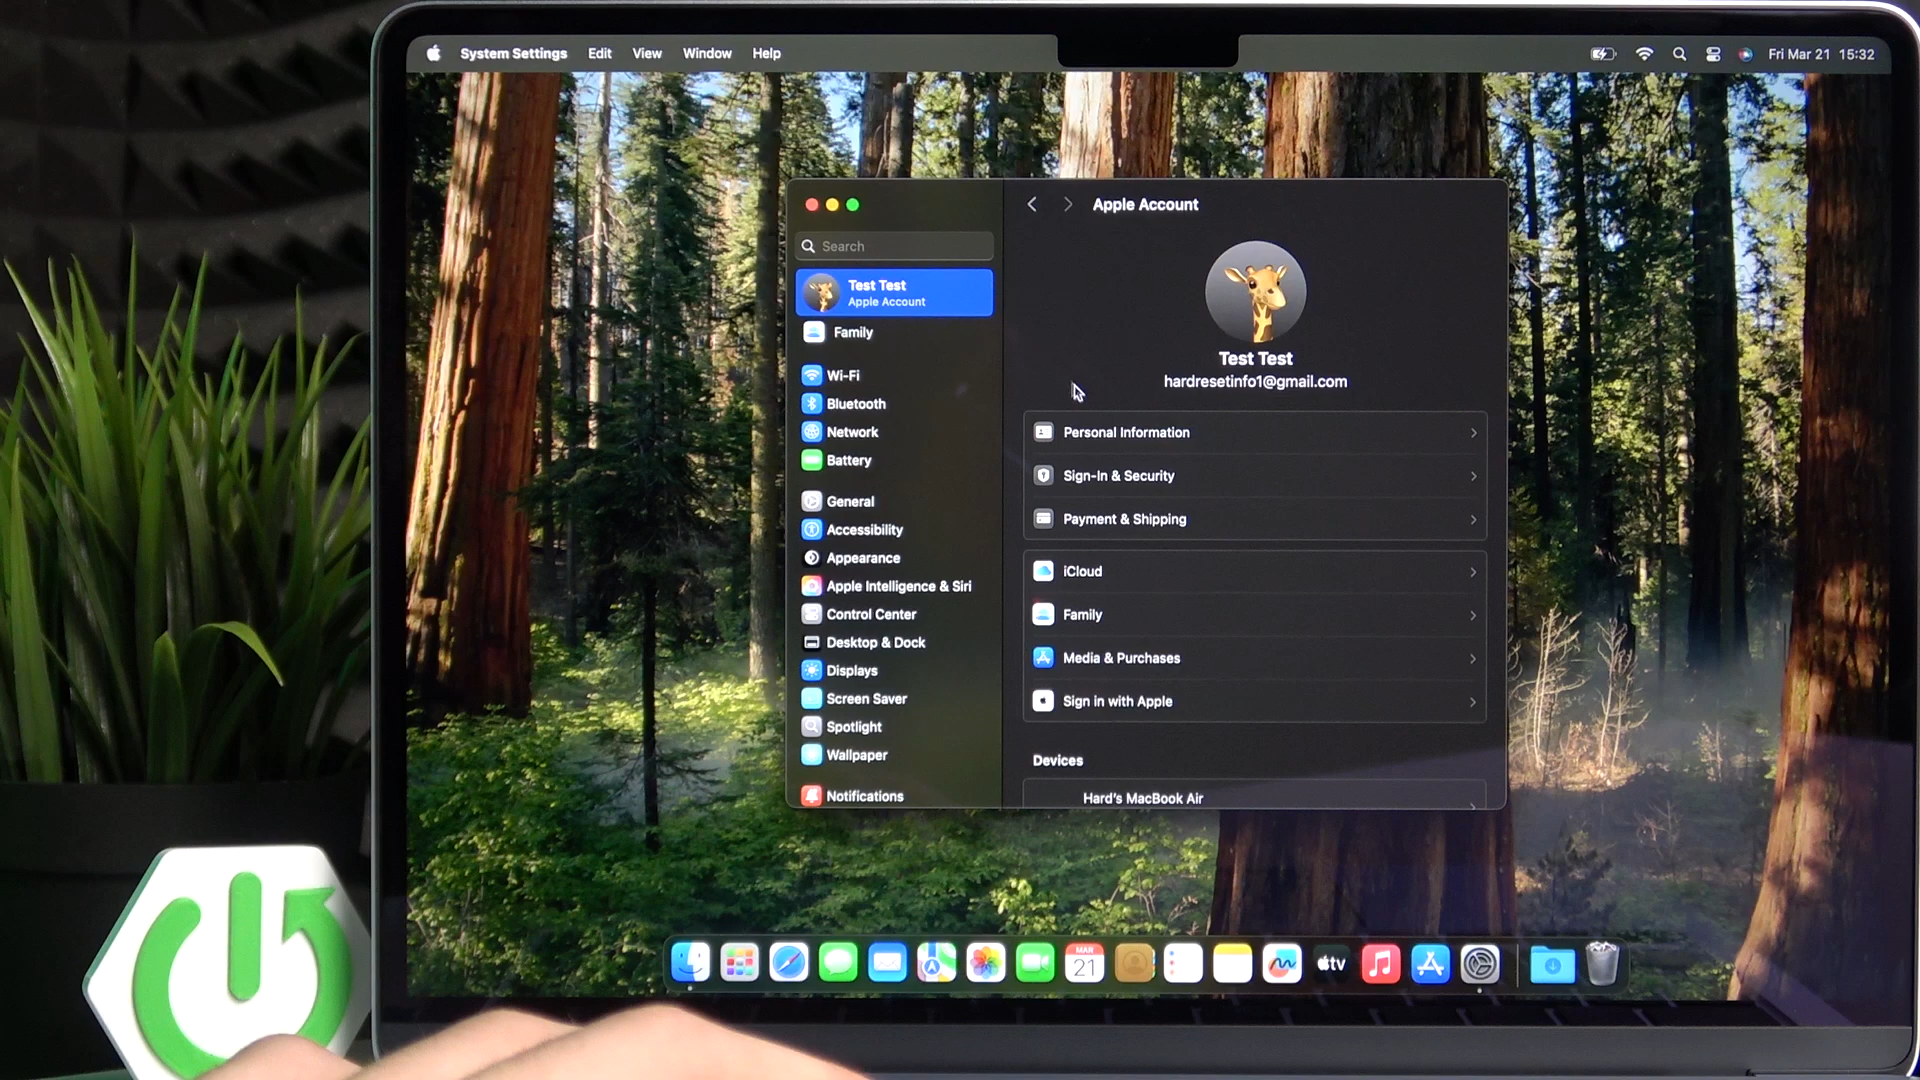 System Settings Edit View Window Help
Fri Mar 21 15:32
Search
Test Test
Apple Account
Family
Wi-Fi
Bluetooth
Network
Battery
General
Accessibility
Appearance
Apple Intelligence & Siri
Control Center
Desktop & Dock
Displays
Screen Saver
Spotlight
Wallpaper
Notifications
Apple Account
Test Test
hardresetinfo1@gmail.com
Personal Information
Sign-In & Security
Payment & Shipping
iCloud
Family
Media & Purchases
Sign in with Apple
Devices
Hard's MacBook Air
MAR
21
tv